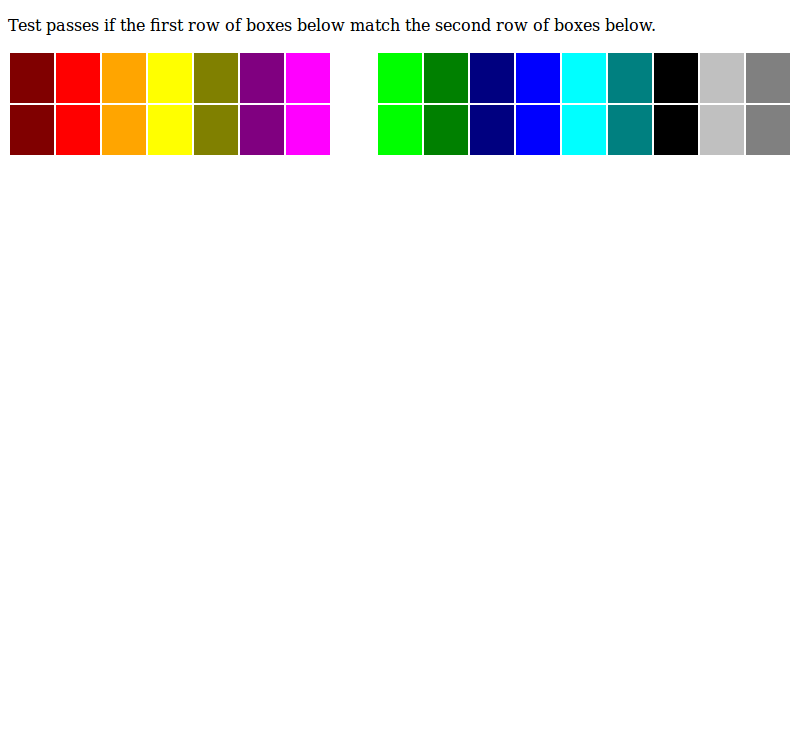 Test passes if the first row of boxes below match the second row of boxes below.